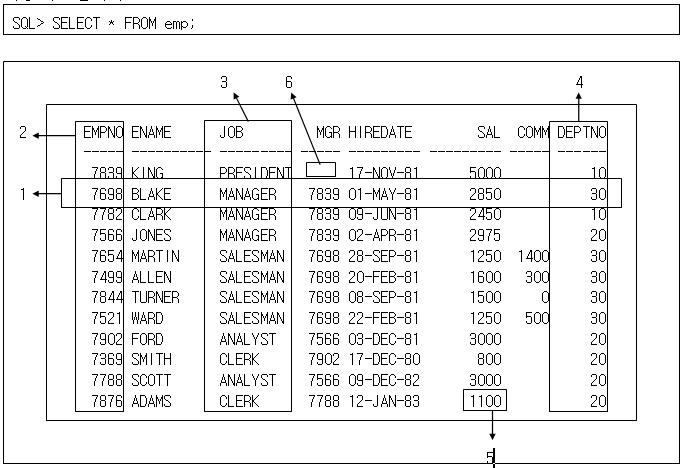 SQL> SELECT * FROM emp;
3 6 4
2 EMPNO ENAME JOB MGR HIREDATE SAL COMM DEPTNO
7839 KING PRESIDENT 17-NOV-81 5000 10
1 7698 BLAKE MANAGER 7839 01-MAY-81 2850 30
7782 CLARK MANAGER 7839 09-JUN-81 2450 10
7566 JONES MANAGER 7839 02-APR-81 2975 20
7654 MARTIN SALESMAN 7698 28-SEP-81 1250 1400 30
7499 ALLEN SALESMAN 7698 20-FEB-81 1600 300 30
7844 TURNER SALESMAN 7698 08-SEP-81 1500 0 30
7521 WARD SALESMAN 7698 22-FEB-81 1250 500 30
7902 FORD ANALYST 7566 03-DEC-81 3000 20
7369 SMITH CLERK 7902 17-DEC-80 800 20
7788 SCOTT ANALYST 7566 09-DEC-82 3000 20
7876 ADAMS CLERK 7788 12-JAN-83 1100 20
5